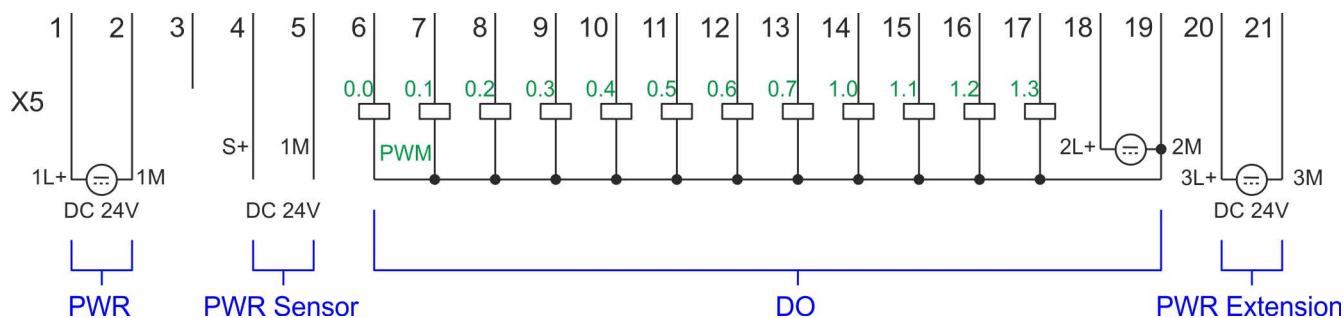 1 2 3 4 5 6 7 8 9 10 11 12 13 14 15 16 17 18 19 20 21
X5
0.0 0.1 0.2 0.3 0.4 0.5 0.6 0.7 1.0 1.1 1.2 1.3
S+ 1M PWM 2L+ 2M
1L+ 1M 3L+ 3M
DC 24V DC 24V DC 24V
PWR PWR Sensor DO PWR Extension